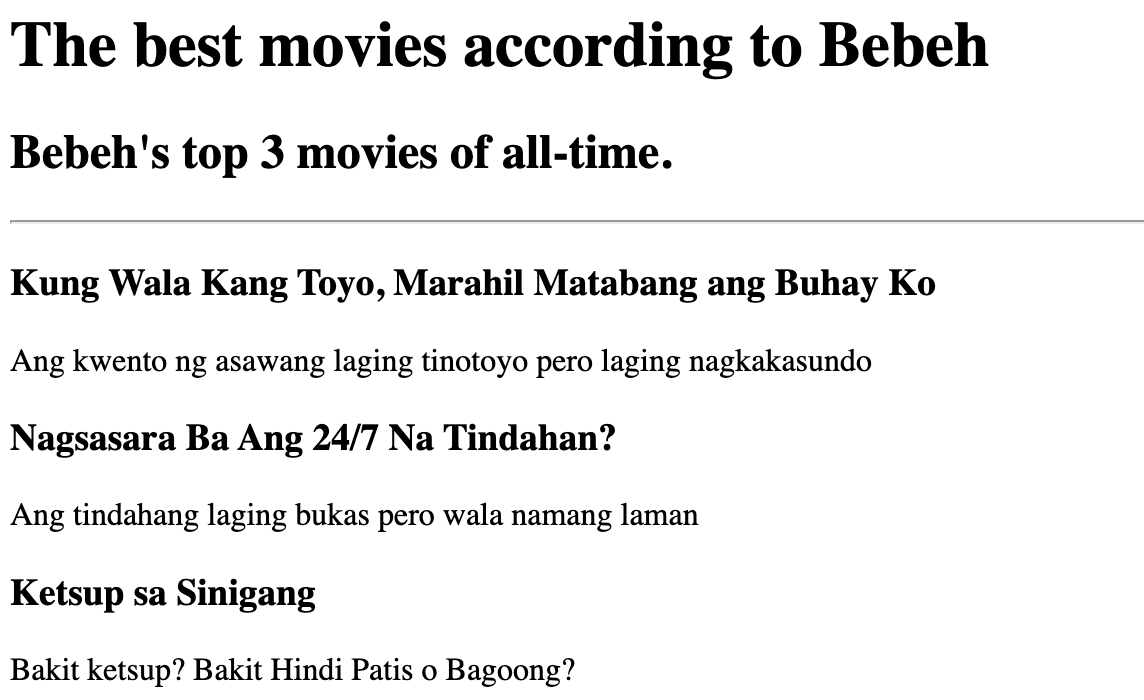 The best movies according to Bebeh
Bebeh's top 3 movies of all-time.
Kung Wala Kang Toyo, Marahil Matabang ang Buhay Ko
Ang kwento ng asawang laging tinotoyo pero laging nagkakasundo
Nagsasara Ba Ang 24/7 Na Tindahan?
Ang tindahang laging bukas pero wala namang laman
Ketsup sa Sinigang
Bakit ketsup? Bakit Hindi Patis o Bagoong?